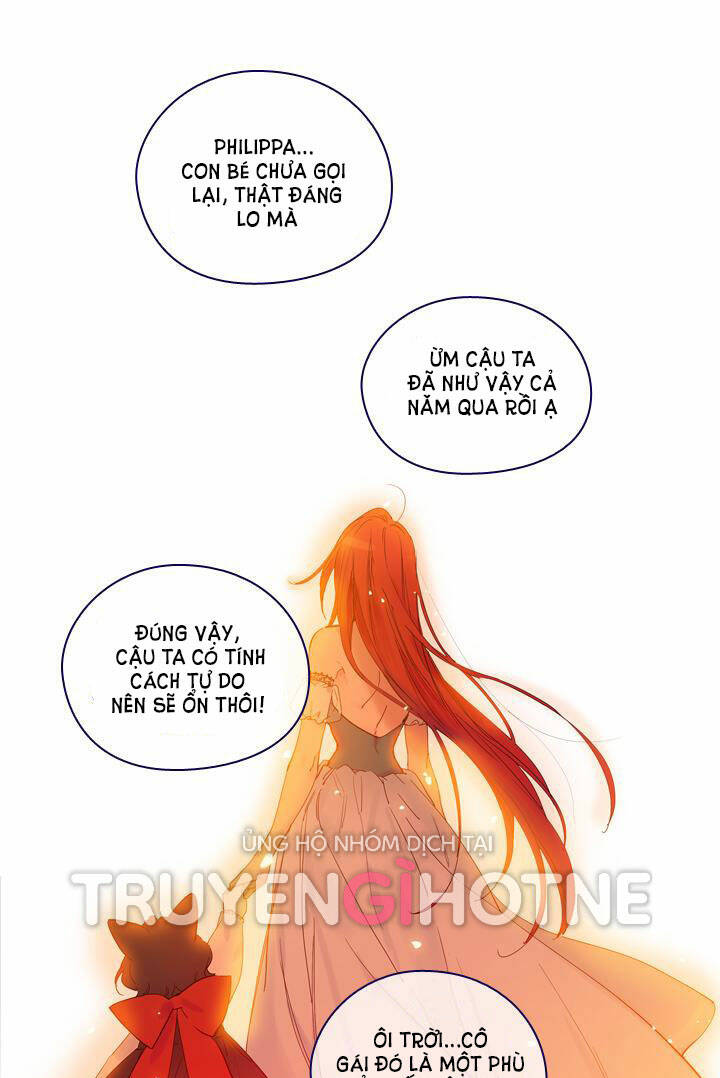 PHILIPPA...
CON BÉ CHƯA GỌI
LẠI, THẬT ĐÁNG
LO MÀ
ỪM CẬU TA
ĐÃ NHƯ VẬY CẢ
NĂM QUA RỒI Ạ
ĐÚNG VẬY,
CẬU TA CÓ TÍNH
CÁCH TỰ DO
NÊN SẼ ỔN THÔI!
ỦNG HỘ NHÓM DỊCH TẠI
TRUYENGÌHOTNE
ÔI TRỜI...CÔ
GÁI ĐÓ LÀ MỘT PHÙ